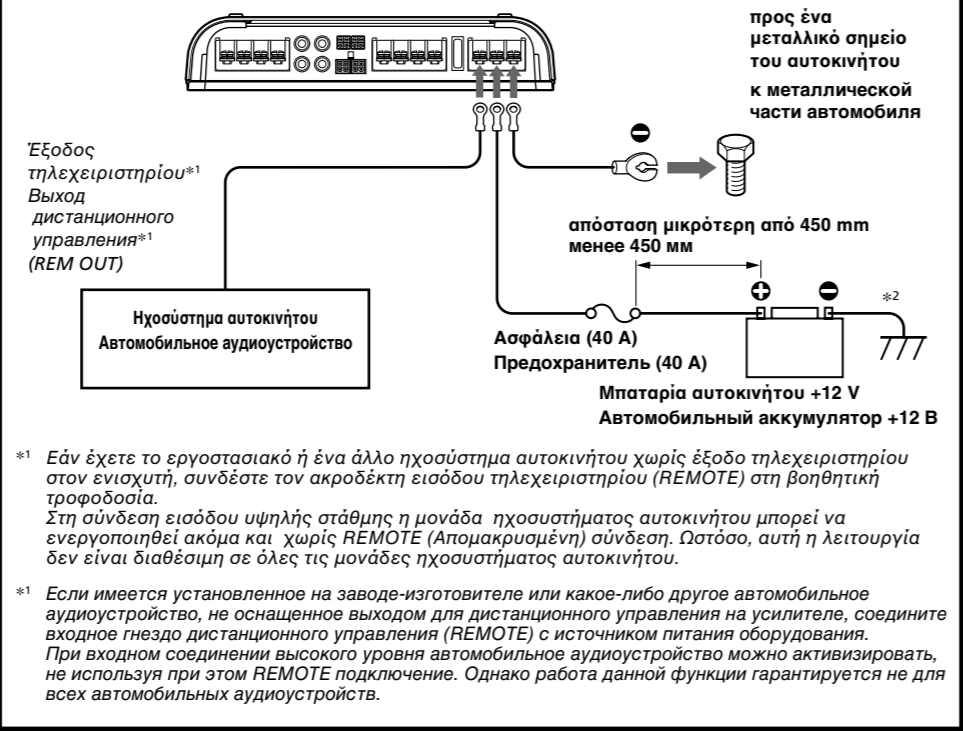 προς ένα
μεταλλικό σημείο
του αυτοκινήτου
к металлической
части автомобиля
Έξοδος
τηλεχειριστηρίου*1
Выход
дистанционного
управления*1
(REM OUT)
απόσταση μικρότερη από 450 mm
менее 450 мм
*2
Ηχοσύστημα αυτοκινήτου
Автомобильное аудиоустройство
Ασφάλεια (40 A)
Предохранитель (40 A)
Μπαταρία αυτοκινήτου +12 V
Автомобильный аккумулятор +12 В
*1 Εάν έχετε το εργοστασιακό ή ένα άλλο ηχοσύστημα αυτοκινήτου χωρίς έξοδο τηλεχειριστηρίου
στον ενισχυτή, συνδέστε τον ακροδέκτη εισόδου τηλεχειριστηρίου (REMOTE) στη βοηθητική
τροφοδοσία.
Στη σύνδεση εισόδου υψηλής στάθμης η μονάδα ηχοσυστήματος αυτοκινήτου μπορεί να
ενεργοποιηθεί ακόμα και χωρίς REMOTE (Απομακρυσμένη) σύνδεση. Ωστόσο, αυτή η λειτουργία
δεν είναι διαθέσιμη σε όλες τις μονάδες ηχοσυστήματος αυτοκινήτου.
*1 Если имеется установленное на заводе-изготовителе или какое-либо другое автомобильное
аудиоустройство, не оснащенное выходом для дистанционного управления на усилителе, соедините
входное гнездо дистанционного управления (REMOTE) с источником питания оборудования.
При входном соединении высокого уровня автомобильное аудиоустройство можно активизировать,
не используя при этом REMOTE подключение. Однако работа данной функции гарантируется не для
всех автомобильных аудиоустройств.